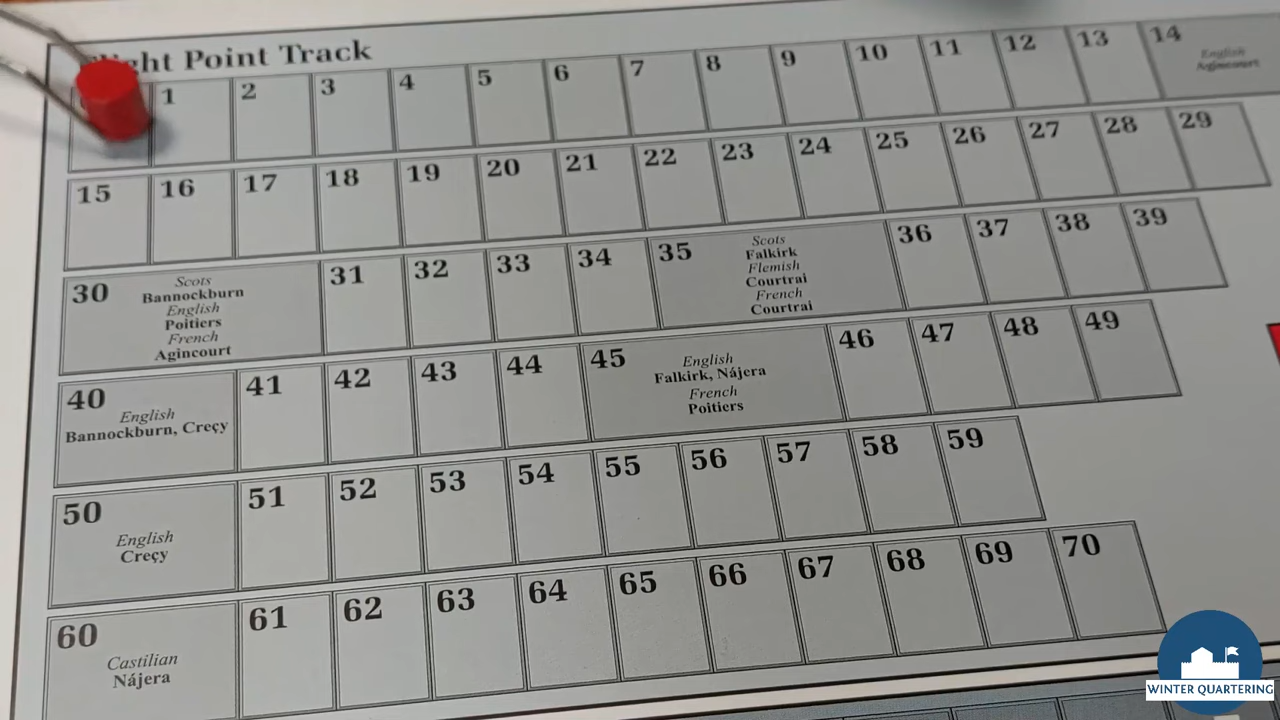 Flight Point Track
1 2 3 4 5 6 7 8 9 10 11 12 13 14
English
Agincourt
15 16 17 18 19 20 21 22 23 24 25 26 27 28 29
30
Scots
Bannockburn
English
Poitiers
French
Agincourt
31 32 33 34 35
Scots
Falkirk
Flemish
Courtrai
French
Courtrai
36 37 38 39
40
English
Bannockburn, Creçy
41 42 43 44 45
English
Falkirk, Nájera
French
Poitiers
46 47 48 49
50
English
Creçy
51 52 53 54 55 56 57 58 59
60
Castilian
Nájera
61 62 63 64 65 66 67 68 69 70
WINTER QUARTERING